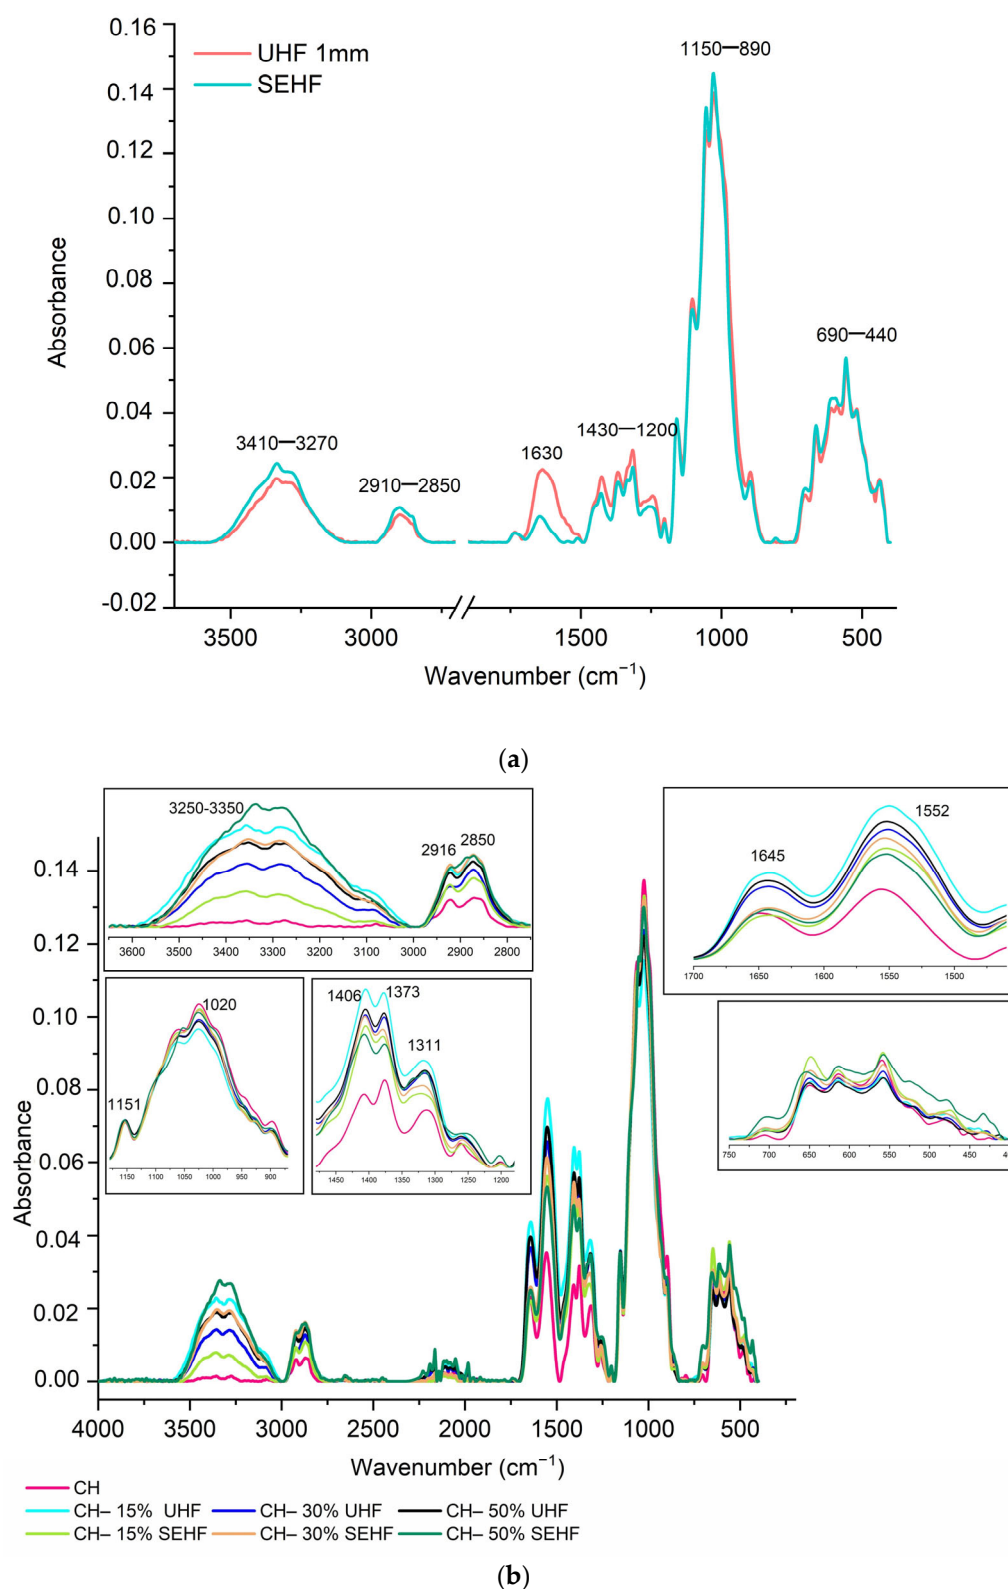 0.16
UHF 1mm
SEHF
1150—890
0.14
0.12
0.10
Absorbance
0.08
0.06
690—440
0.04
3410—3270
1430—1200
1630
2910—2850
0.02
0.00
-0.02
3500 3000 1500 1000 500
Wavenumber (cm−1)
(a)
3250-3350
2916 2850
3600 3500 3400 3300 3200 3100 3000 2900 2800
1552
1645
1700 1650 1600 1550 1500
0.14
0.12
0.10
0.08
0.06
0.04
0.02
0.00
Absorbance
1020
1151
1150 1100 1050 1000 950 900
1406 1373
1311
1450 1400 1350 1300 1250 1200
750 700 650 600 550 500 450 400
4000 3500 3000 2500 2000 1500 1000 500
Wavenumber (cm−1)
CH
CH– 15% UHF CH– 30% UHF CH– 50% UHF
CH– 15% SEHF CH– 30% SEHF CH– 50% SEHF
(b)